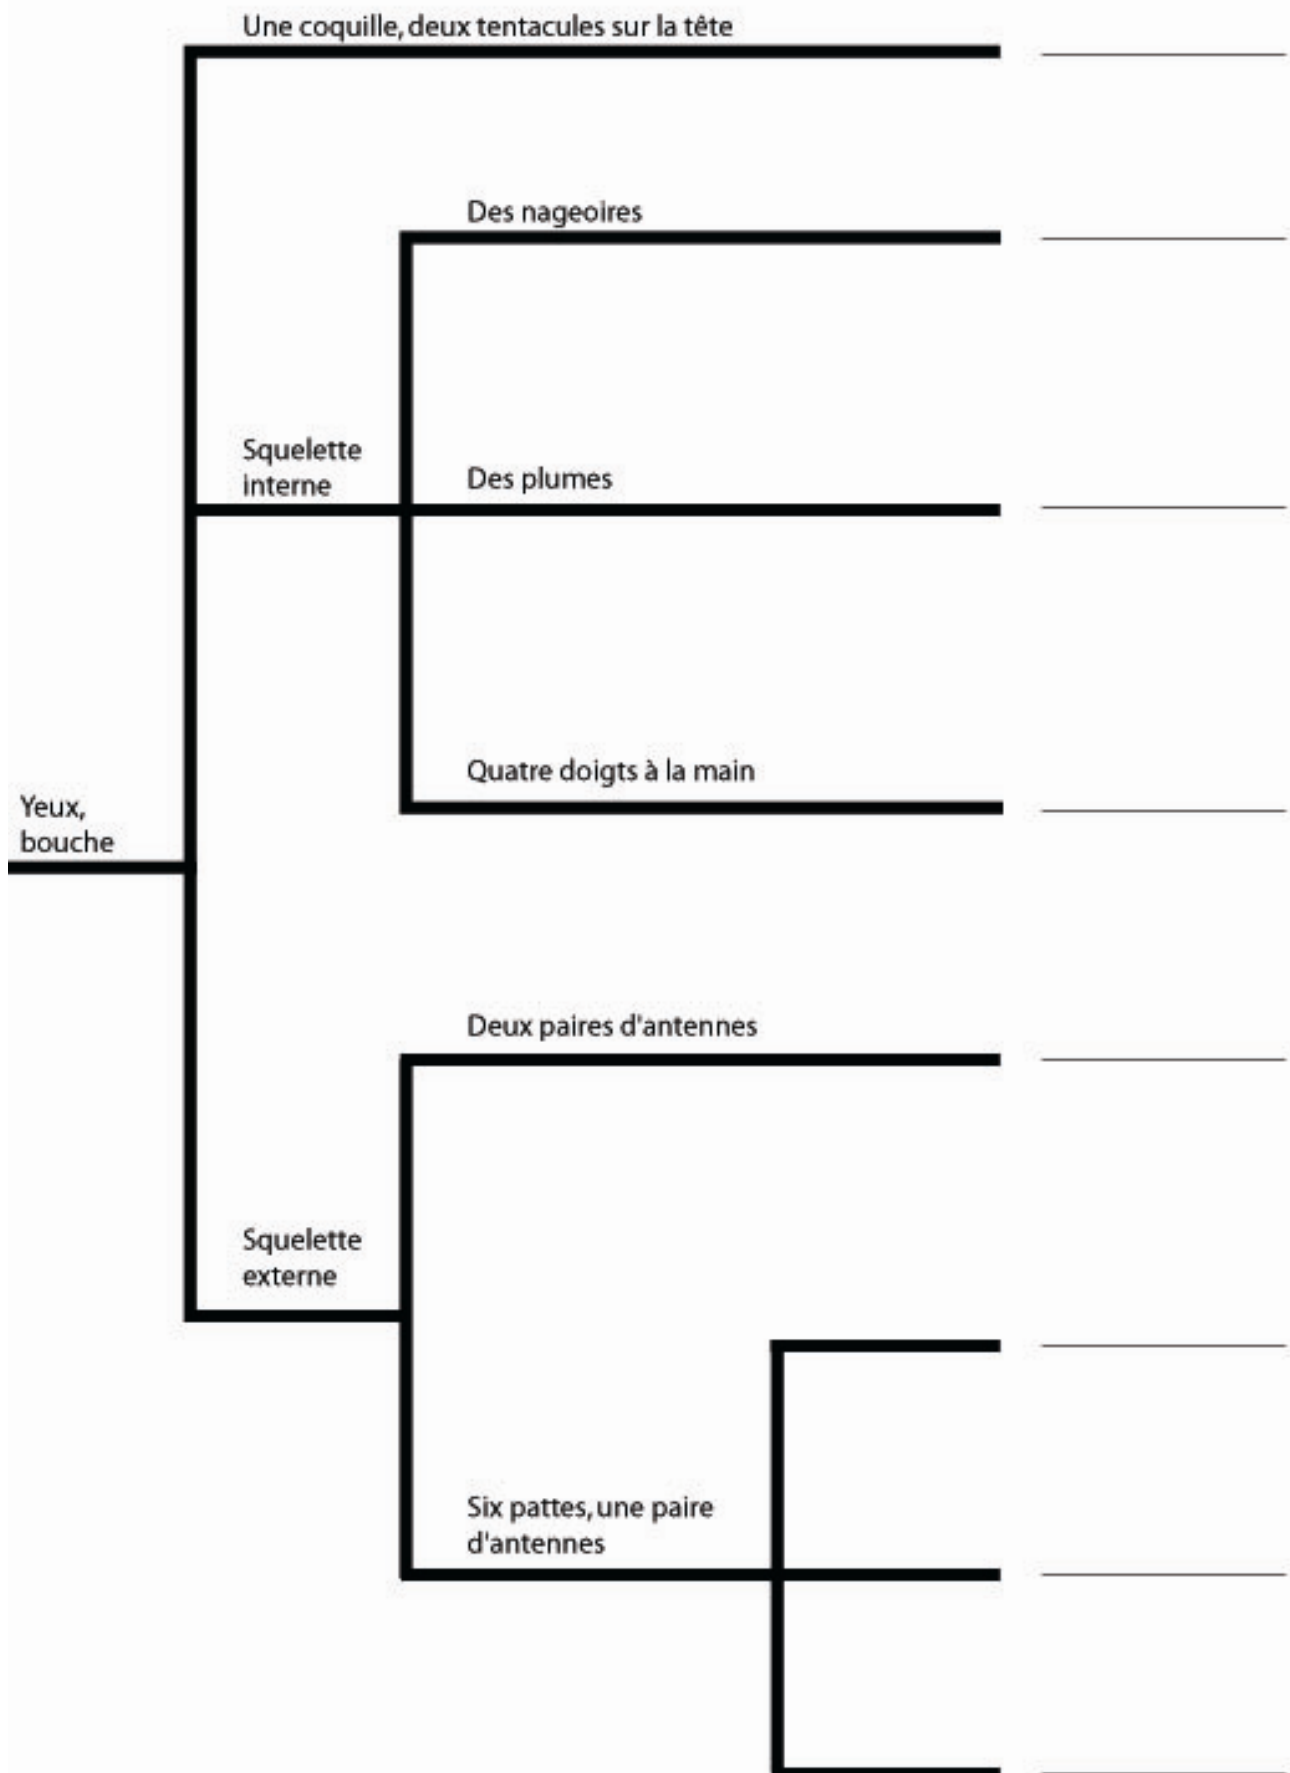 Une coquille, deux tentacules sur la tête
Des nageoires
Squelette
interne
Des plumes
Quatre doigts à la main
Yeux,
bouche
Deux paires d'antennes
Squelette
externe
Six pattes, une paire
d'antennes